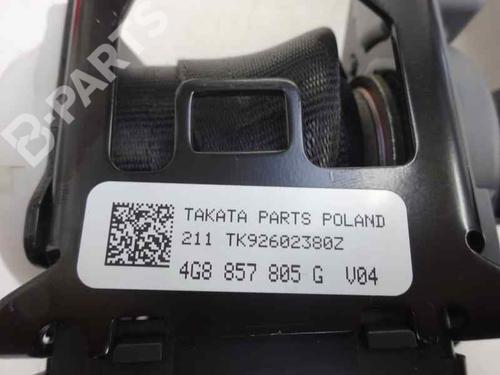 B-PARTS
TAKATA PARTS POLAND
211 TK92602380Z
4G8 857 805 G V04